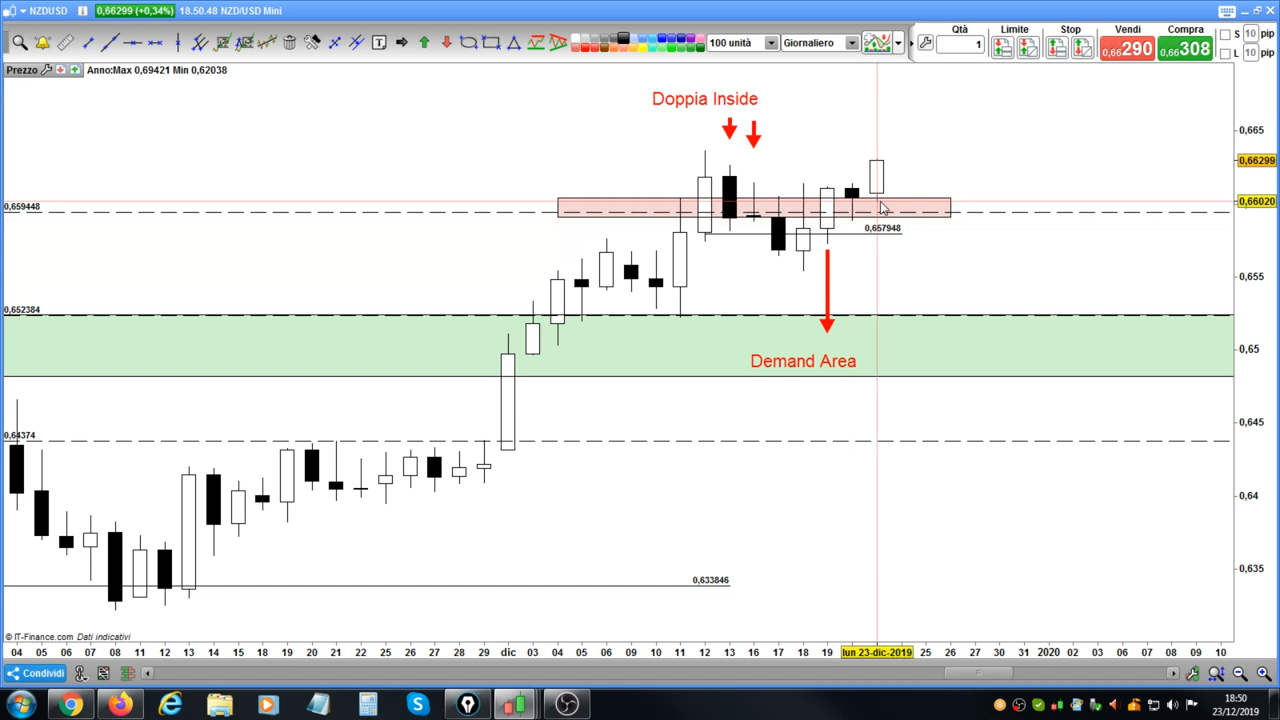 NZDUSD 0,66299 (+0,34%) 18.50.48 NZD/USD Mini
Qtà Limite Stop Vendi Compra
100 unità Giornaliero 1 0,66290 0,66308 S 10 pip
L 10 pip
Prezzo Anno:Max 0,69421 Min 0,62038
Doppia Inside
0,665
0,66299
0,66020
0,659448
0,657948
0,655
0,652384
0,65
Demand Area
0,645
0,64374
0,64
0,635
0,633846
© IT-Finance.com Dati indicativi
04 05 06 07 08 11 12 13 14 15 18 19 20 21 22 25 26 27 28 29 dic 03 04 05 06 09 10 11 12 13 16 17 18 19 lun 23-dic-2019 25 26 27 30 31 2020 02 03 06 07 08 09 10
Condividi
18:50
23/12/2019